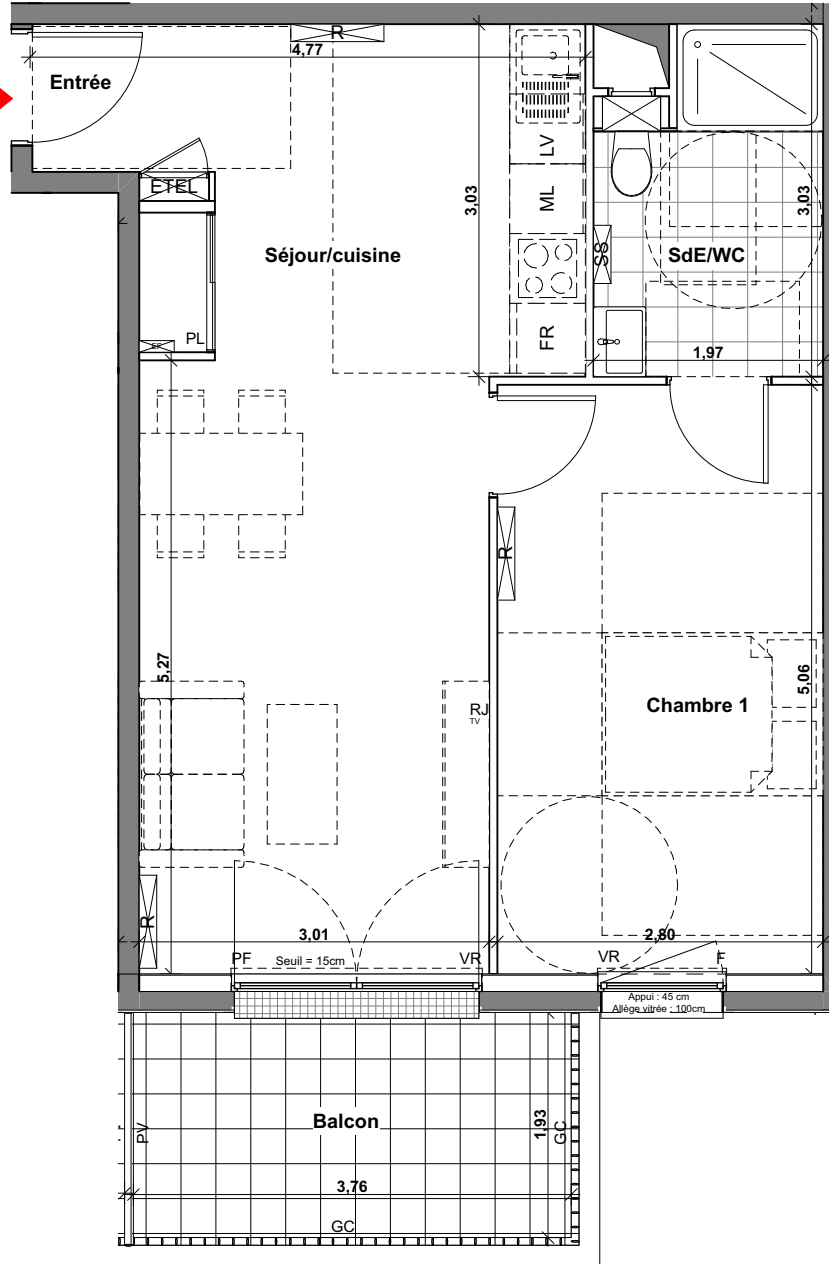 R
4,77
Entrée
LV
ETEL
ML
3,03
3,03
Séjour/cuisine
SS
SdE/WC
PL
EF
FR
1,97
R
5,27
5,06
RJ
TV
Chambre 1
R
3,01
2,80
PF
Seuil = 15cm
VR
VR
F
Appui : 45 cm
Allège vitrée : 100cm
Balcon
PV
1,93
GC
3,76
GC